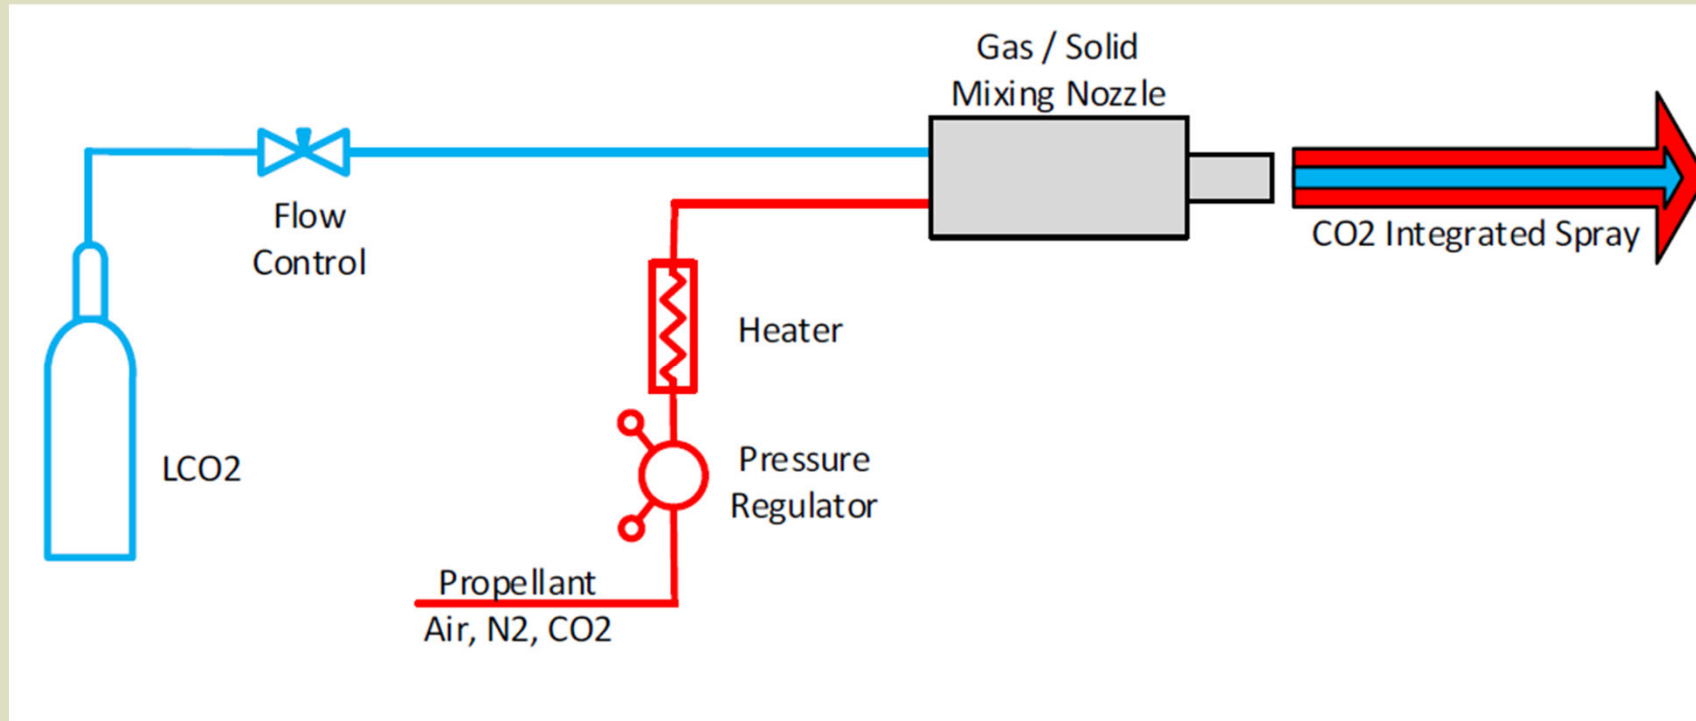 Gas / Solid
Mixing Nozzle
Flow
Control
CO2 Integrated Spray
Heater
LCO2
Pressure
Regulator
Propellant
Air, N2, CO2